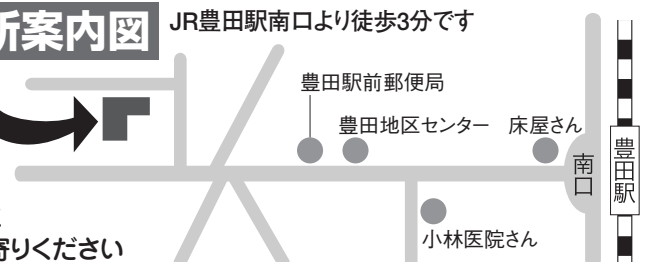 所案内図
JR豊田駅南口より徒歩3分です
豊田駅前郵便局
豊田地区センター
床屋さん
南口
豊田駅
小林医院さん
寄りください